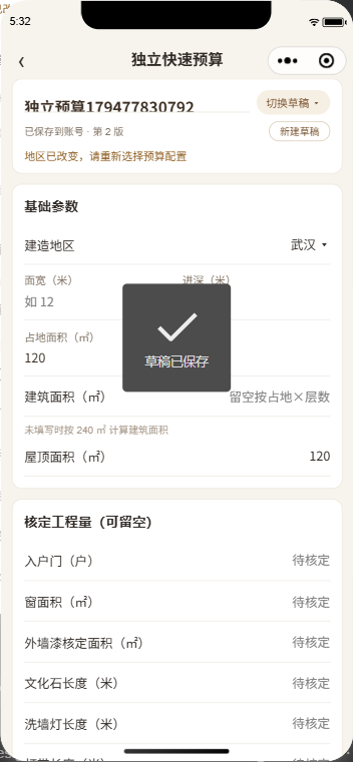 5:32
独立快速预算
独立预算179477830792
切换草稿
已保存到账号 · 第 2 版
新建草稿
地区已改变，请重新选择预算配置
基础参数
建造地区
武汉
面宽（米）
进深（米）
如 12
占地面积（㎡）
120
草稿已保存
建筑面积（㎡）
留空按占地×层数
未填写时按 240 ㎡ 计算建筑面积
屋顶面积（㎡）
120
核定工程量（可留空）
入户门（户）
待核定
窗面积（㎡）
待核定
外墙漆核定面积（㎡）
待核定
文化石长度（米）
待核定
洗墙灯长度（米）
待核定